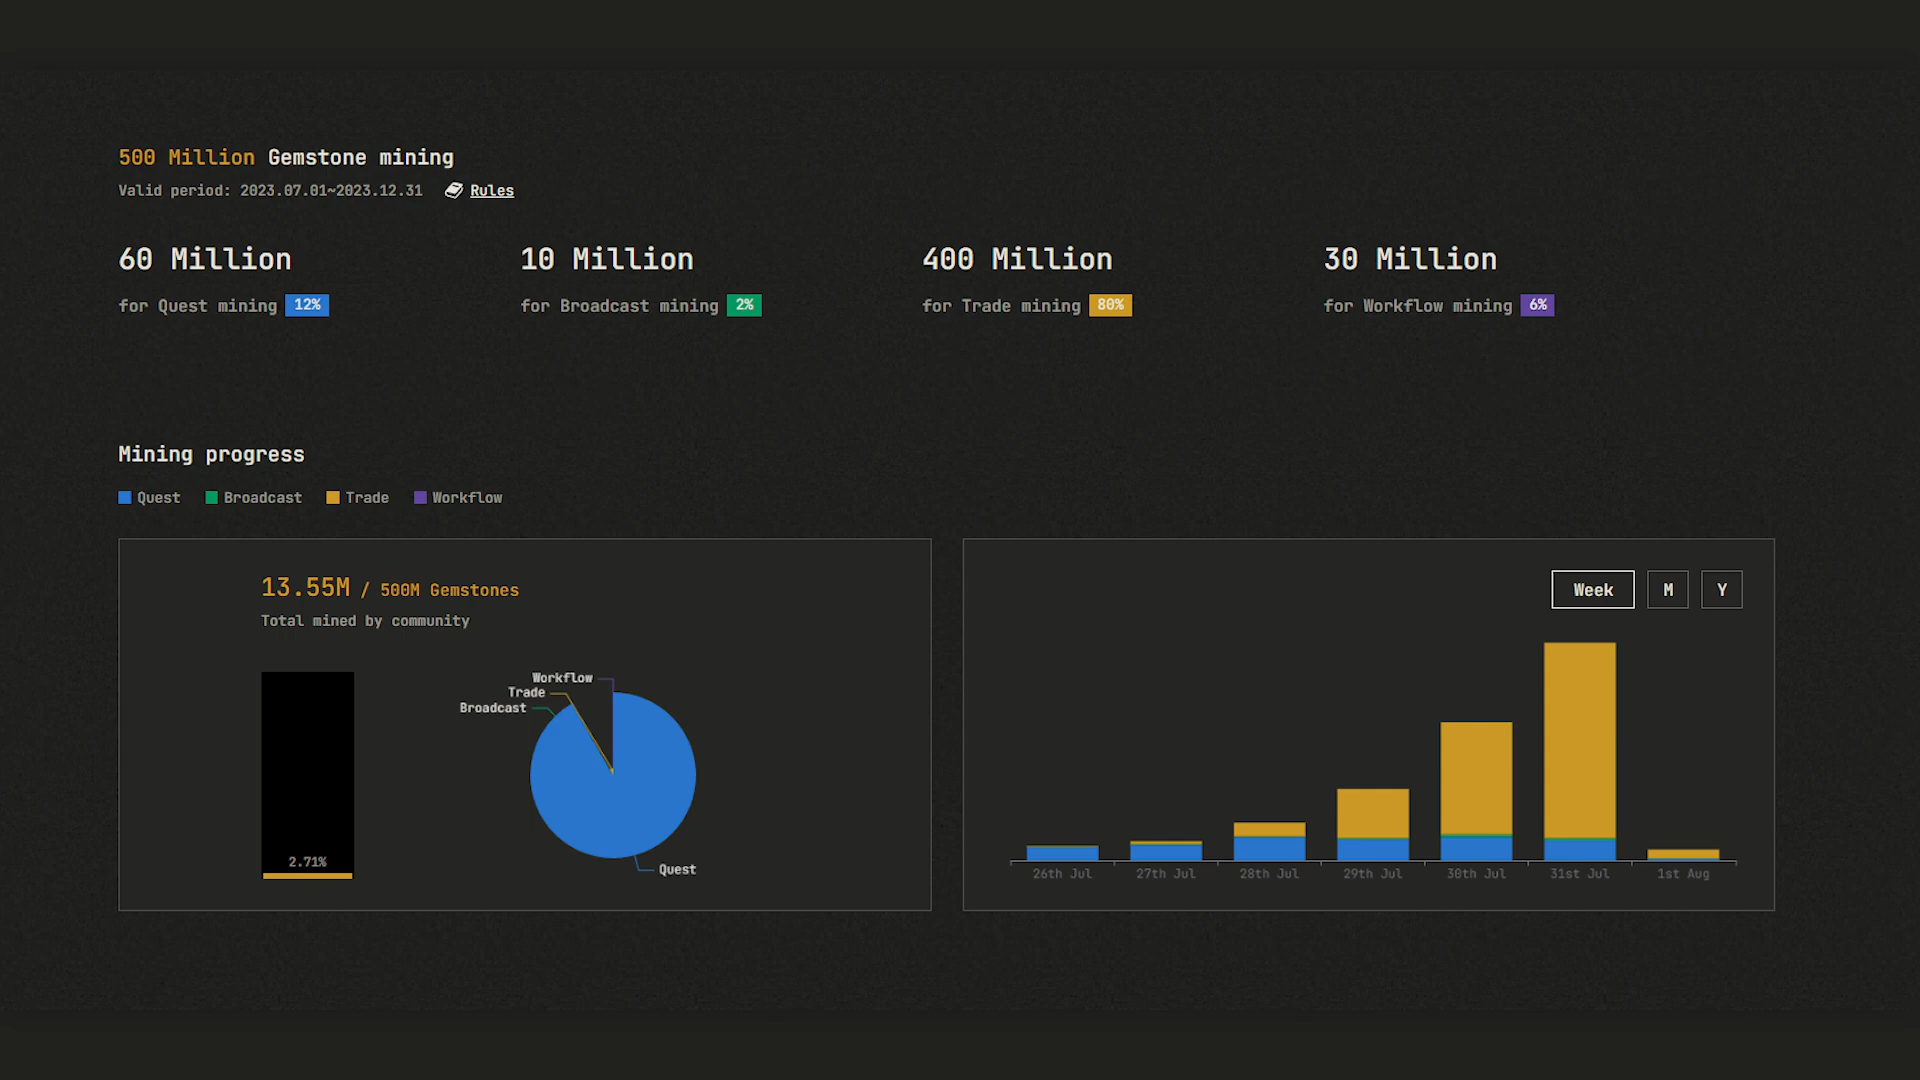 500 Million Gemstone mining
Valid period: 2023.07.01~2023.12.31 Rules
60 Million
for Quest mining 12%
10 Million
for Broadcast mining 2%
400 Million
for Trade mining 80%
30 Million
for Workflow mining 6%
Mining progress
Quest Broadcast Trade Workflow
13.55M / 500M Gemstones
Total mined by community
2.71%
Workflow
Trade
Broadcast
Quest
Week M Y
26th Jul 27th Jul 28th Jul 29th Jul 30th Jul 31st Jul 1st Aug